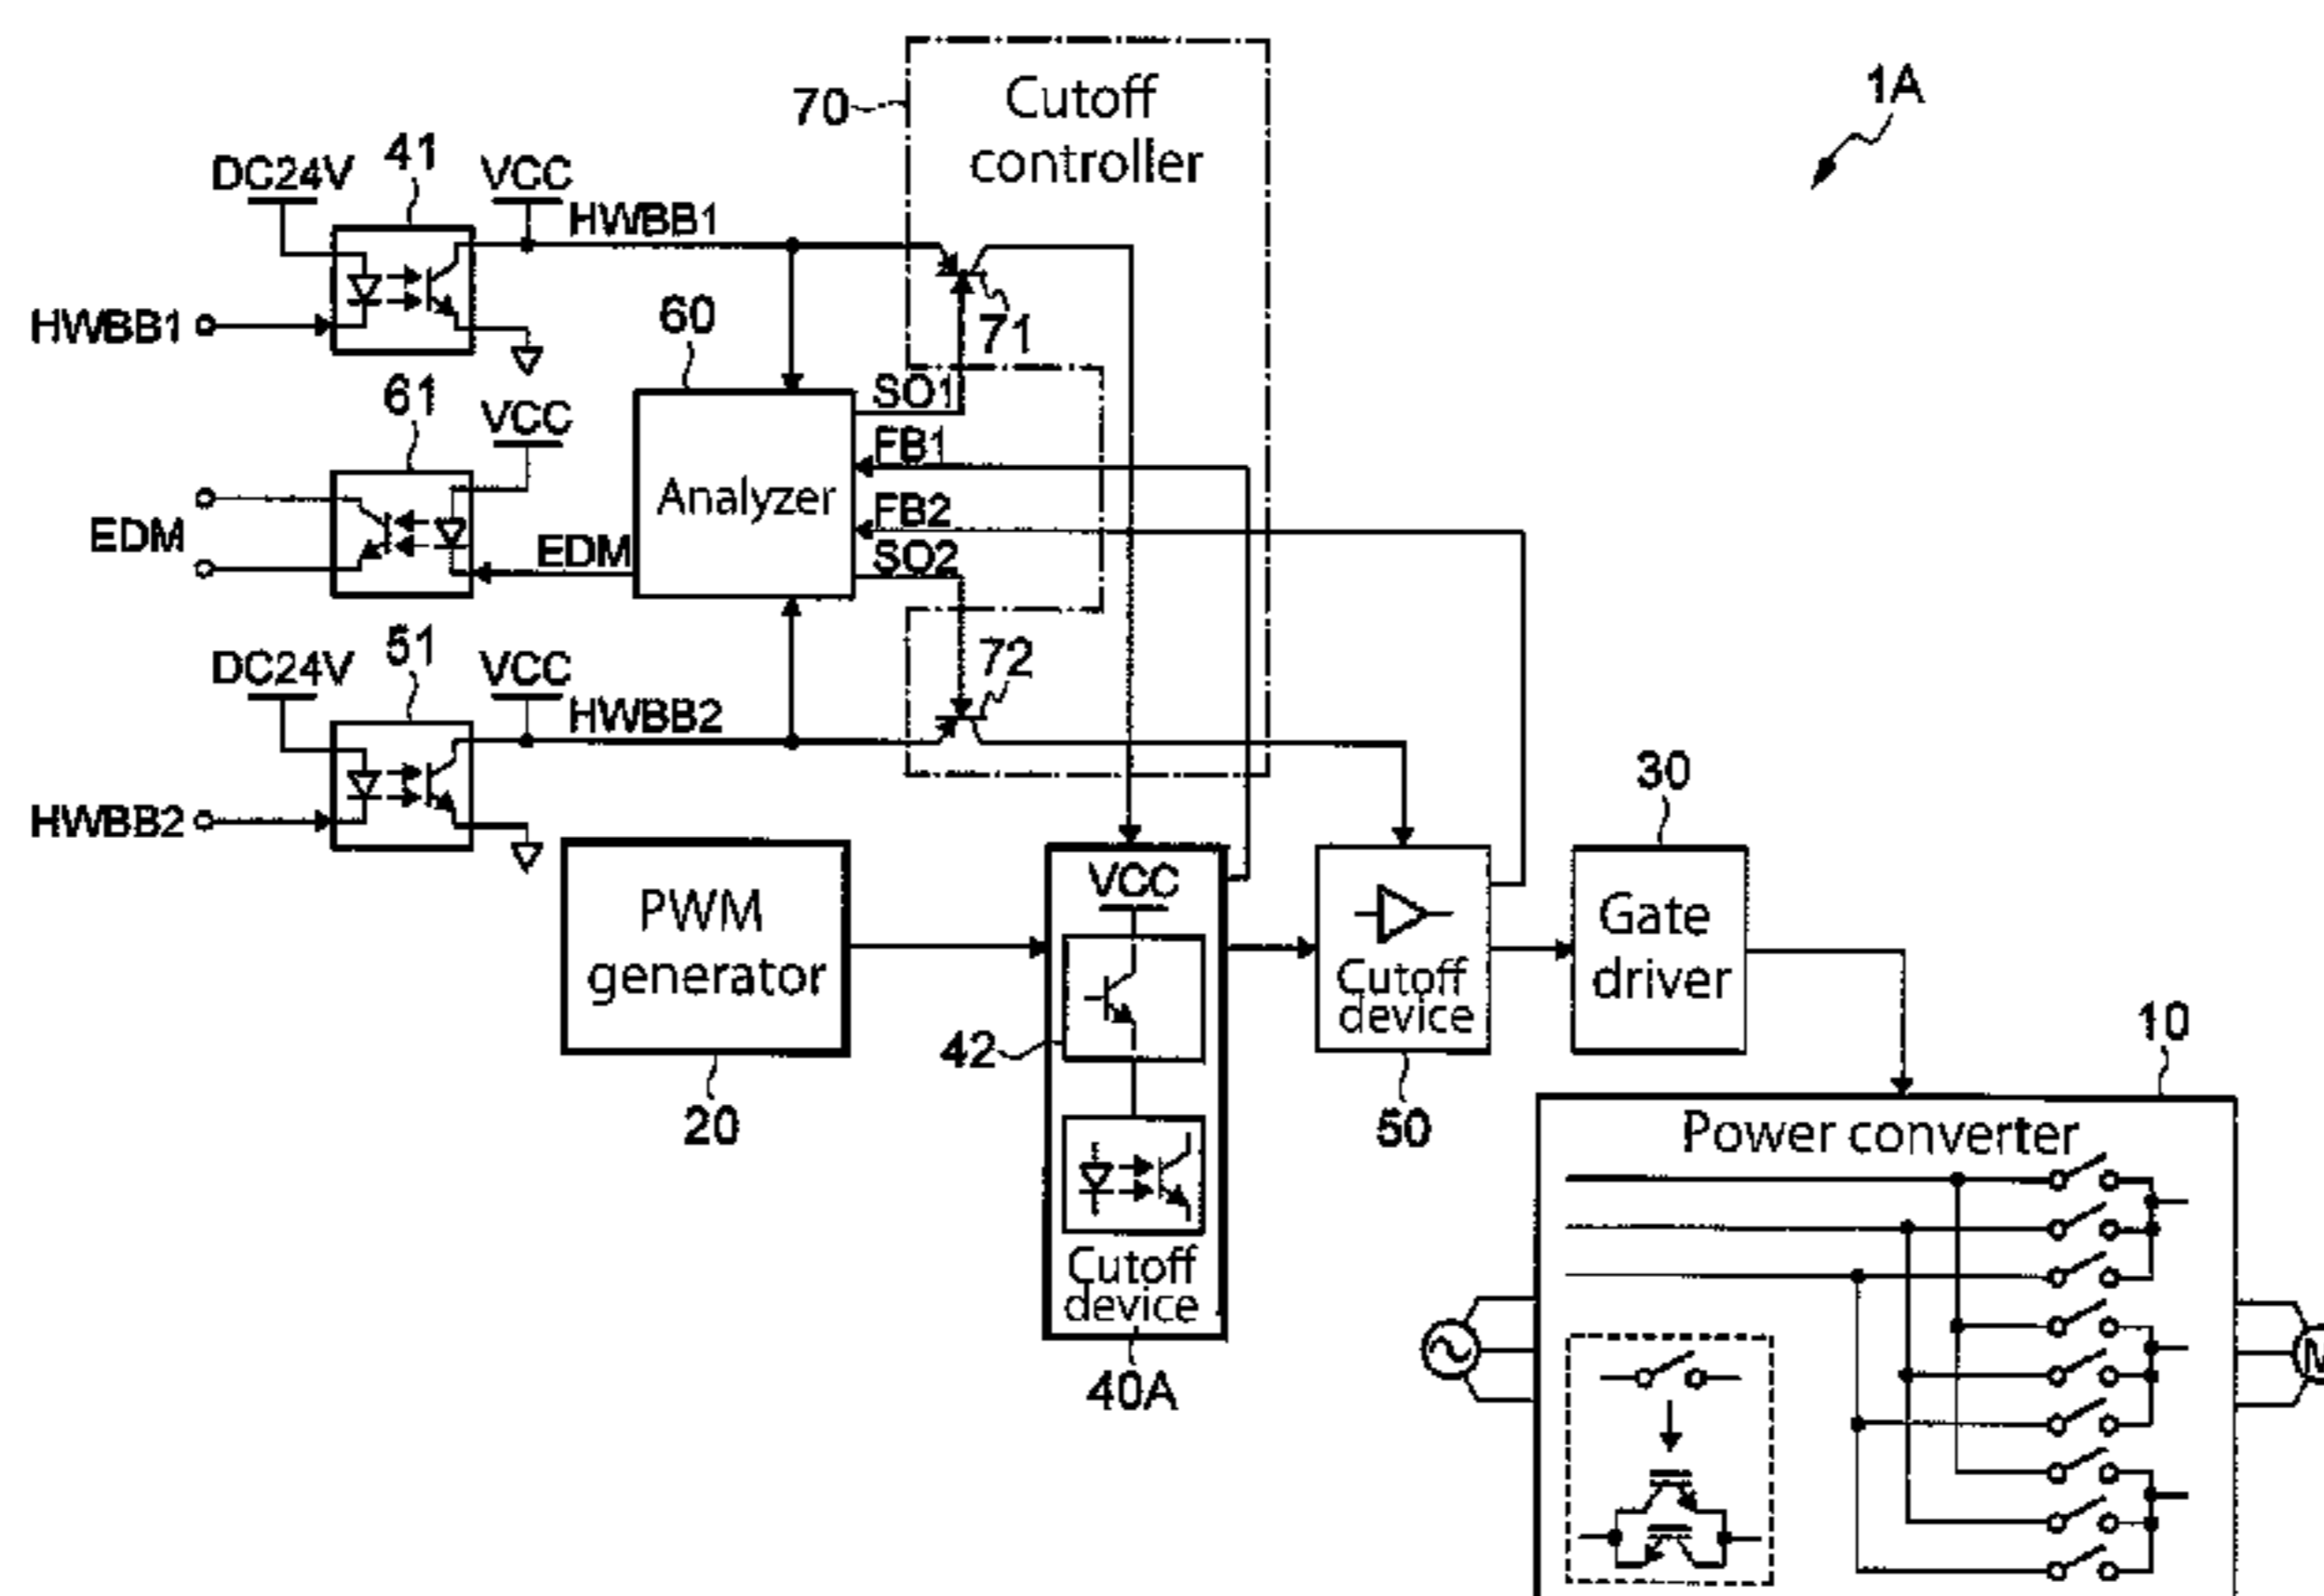 1A
70
Cutoff
controller
41
DC24V
VCC
HWBB1
HWBB1
71
60
SO1
61
VCC
FB1
Analyzer
FB2
EDM
EDM
SO2
51
72
DC24V
VCC
HWBB2
HWBB2
30
PWM
generator
VCC
Gate
driver
Cutoff
device
42
10
20
50
Power converter
Cutoff
device
40A